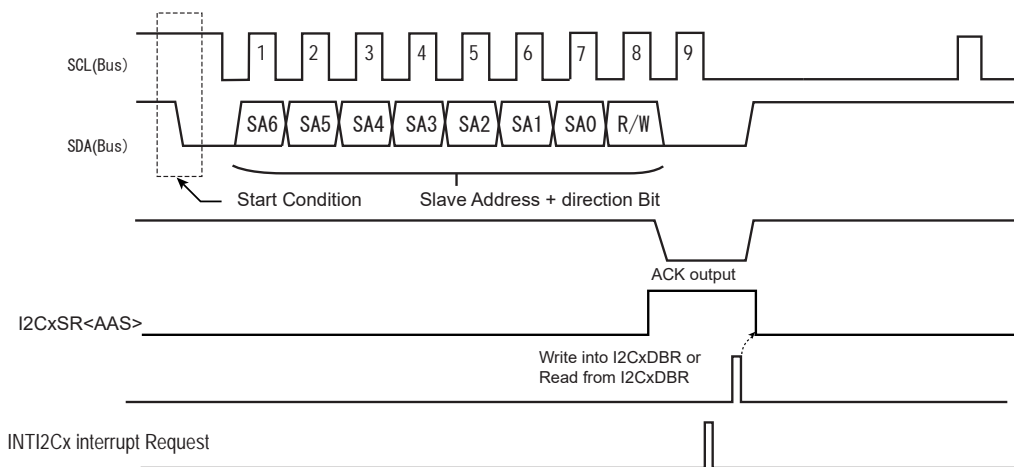 1 2 3 4 5 6 7 8 9
SCL(Bus)
SA6 SA5 SA4 SA3 SA2 SA1 SA0 R/W
SDA(Bus)
Start Condition
Slave Address + direction Bit
ACK output
I2CxSR<AAS>
Write into I2CxDBR or
Read from I2CxDBR
INTI2Cx interrupt Request